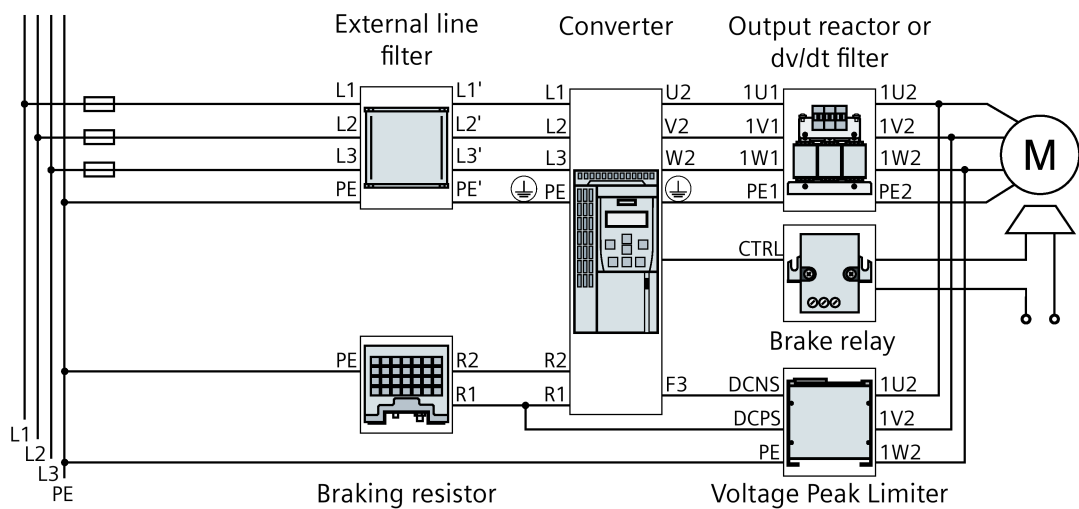 External line
filter
Converter
Output reactor or
dv/dt filter
L1 L1' L1 U2 1U1 1U2
L2 L2' L2 V2 1V1 1V2
L3 L3' L3 W2 1W1 1W2
PE PE' PE PE1 PE2
M
CTRL
Brake relay
PE R2 R2
R1 R1
F3 DCNS 1U2
DCPS 1V2
PE 1W2
L1
L2
L3
PE
Braking resistor
Voltage Peak Limiter